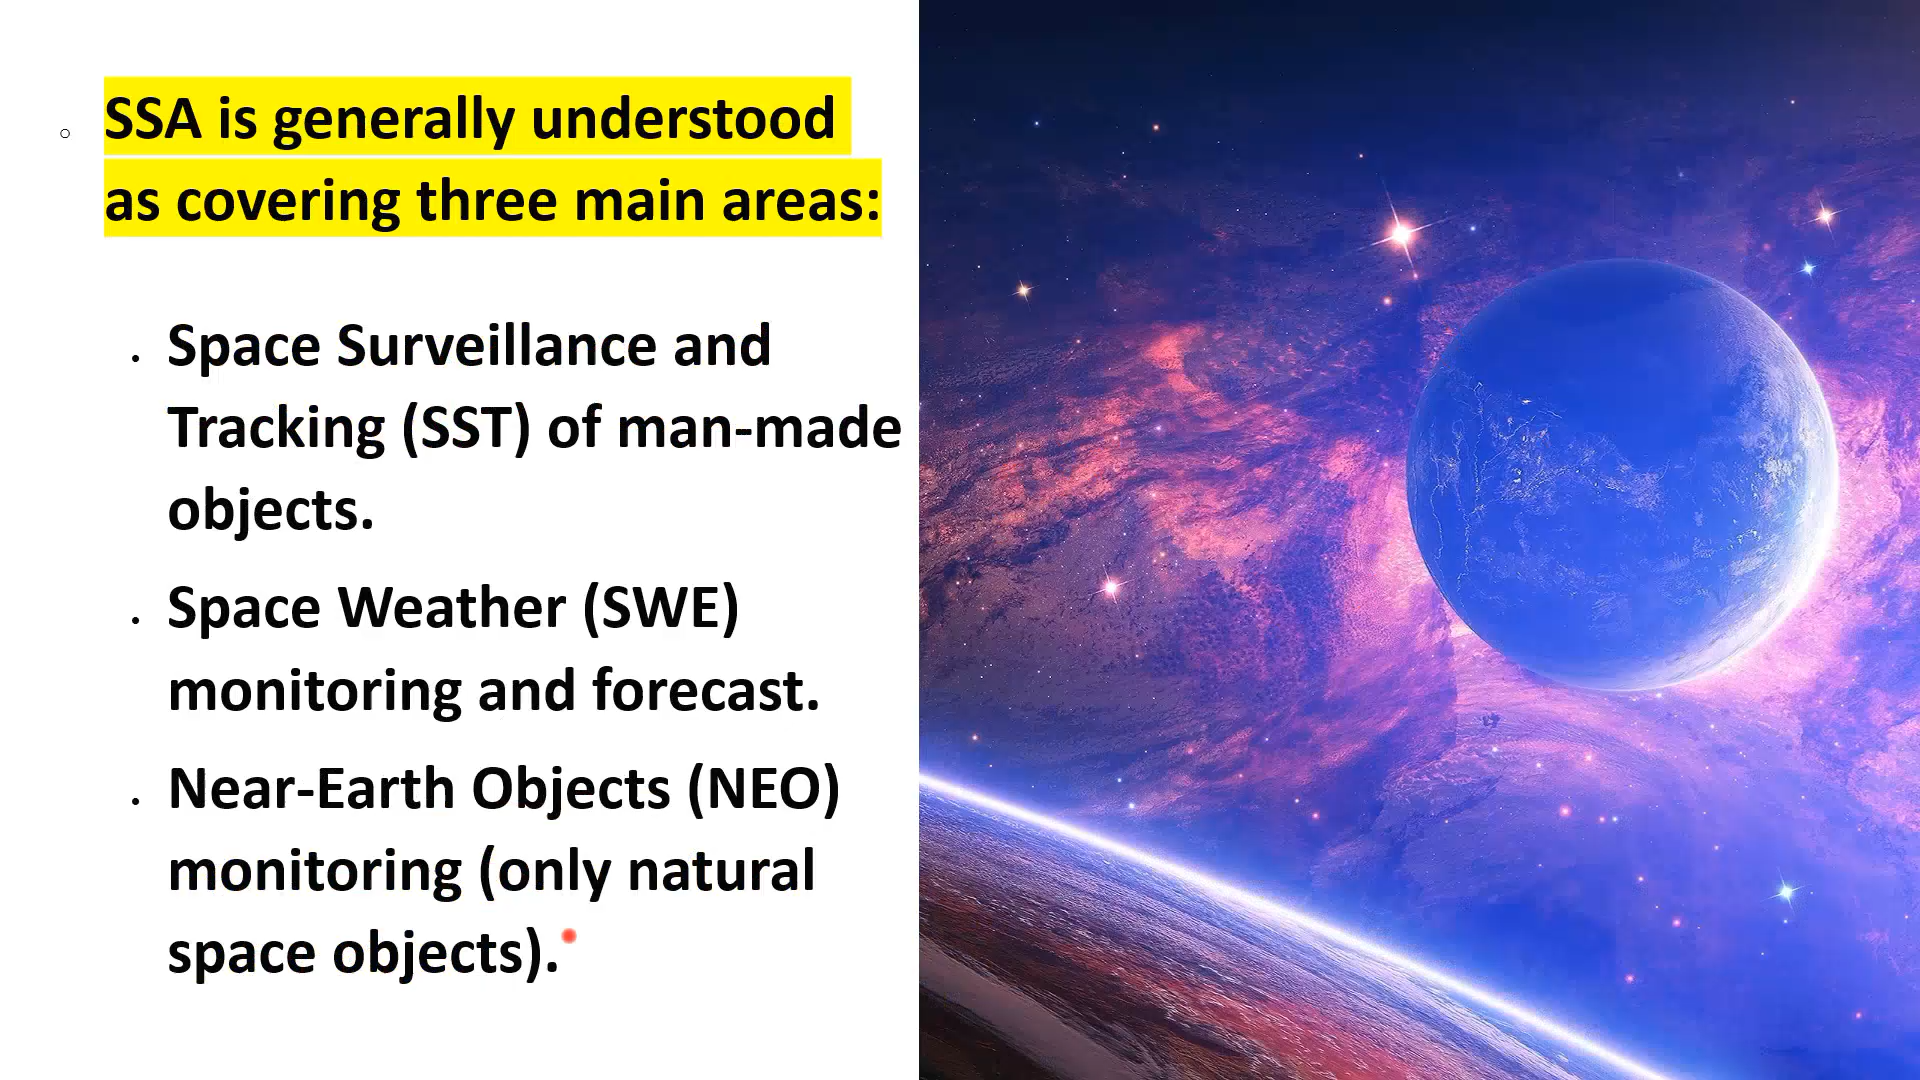 SSA is generally understood
as covering three main areas:
Space Surveillance and
Tracking (SST) of man-made
objects.
Space Weather (SWE)
monitoring and forecast.
Near-Earth Objects (NEO)
monitoring (only natural
space objects).